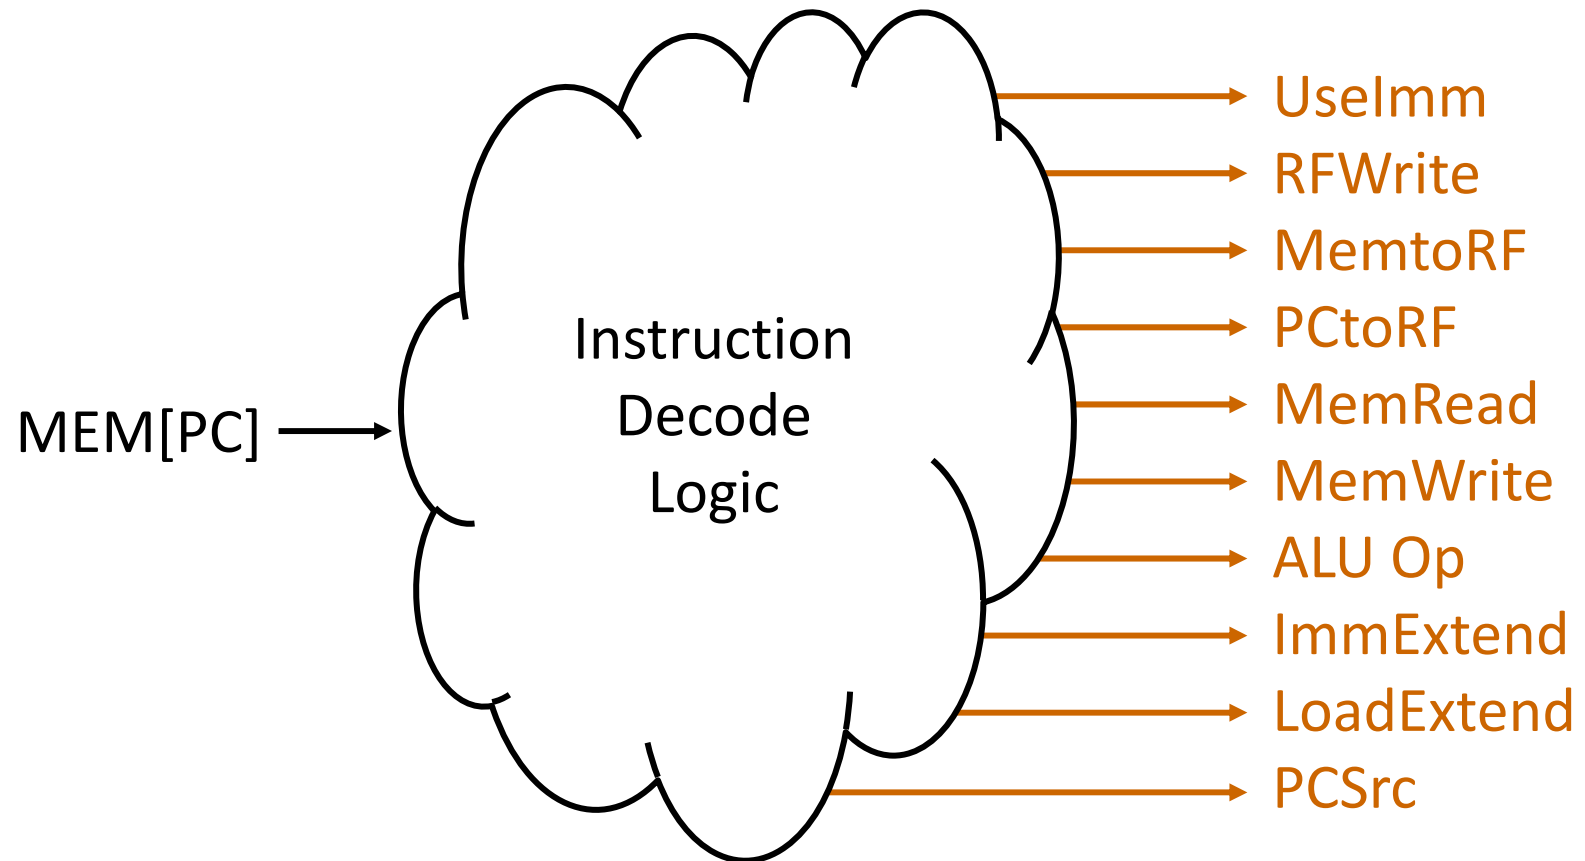 MEM[PC]
Instruction
Decode
Logic
UseImm
RFWrite
MemtoRF
PCtoRF
MemRead
MemWrite
ALU Op
ImmExtend
LoadExtend
PCSrc